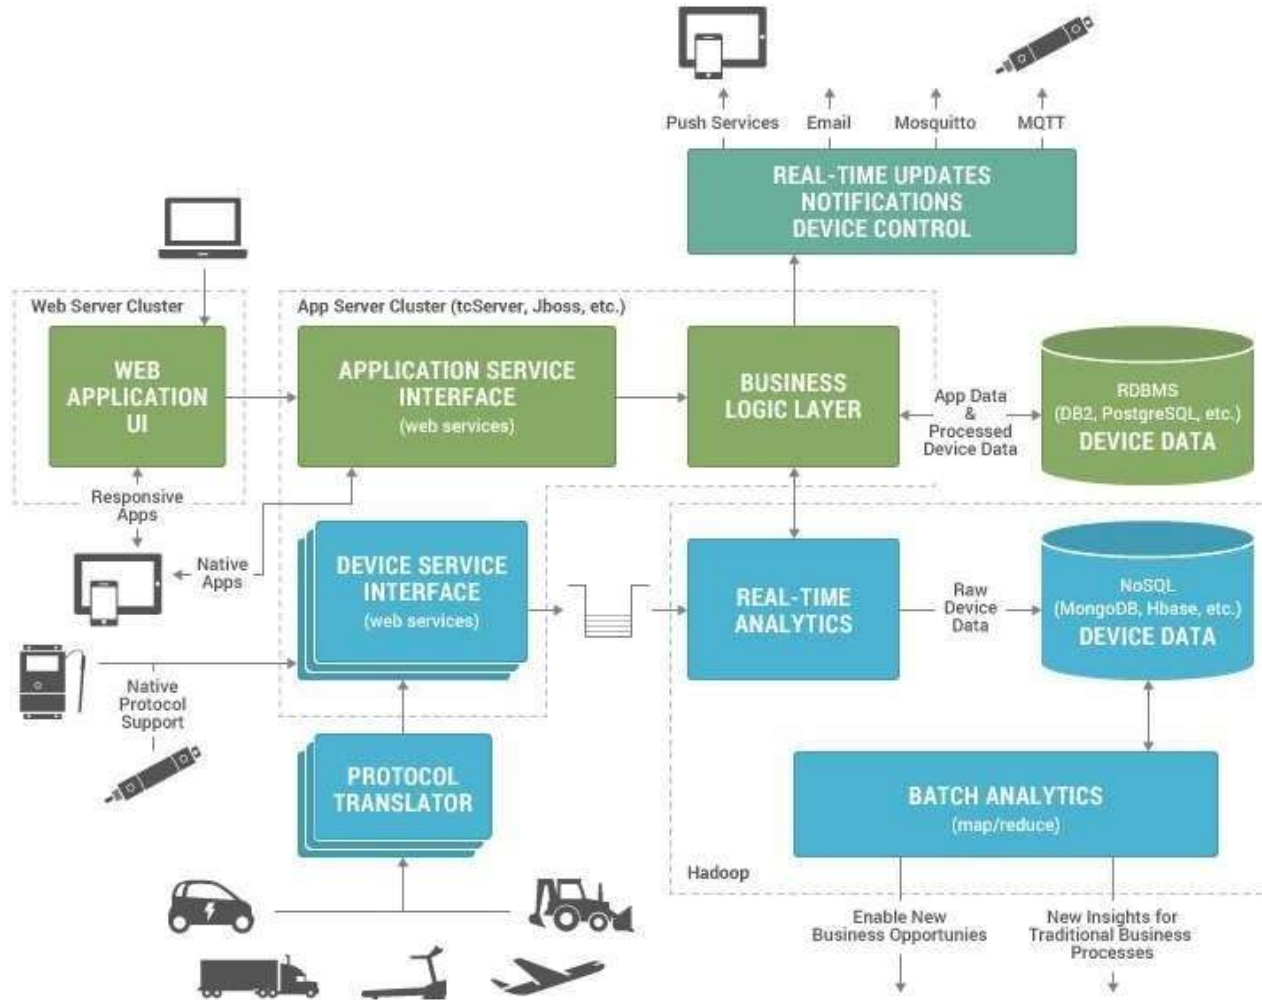 Push Services
Email
Mosquitto
MQTT
REAL-TIME UPDATES
NOTIFICATIONS
DEVICE CONTROL
Web Server Cluster
App Server Cluster (tcServer, Jboss, etc.)
WEB
APPLICATION
UI
APPLICATION SERVICE
INTERFACE
(web services)
BUSINESS
LOGIC LAYER
App Data
&
Processed
Device Data
RDBMS
(DB2, PostgreSQL, etc.)
DEVICE DATA
Responsive
Apps
Native
Apps
DEVICE SERVICE
INTERFACE
(web services)
REAL-TIME
ANALYTICS
Raw
Device
Data
NoSQL
(MongoDB, Hbase, etc.)
DEVICE DATA
Native
Protocol
Support
PROTOCOL
TRANSLATOR
BATCH ANALYTICS
(map/reduce)
Hadoop
Enable New
Business Opportunies
New Insights for
Traditional Business
Processes